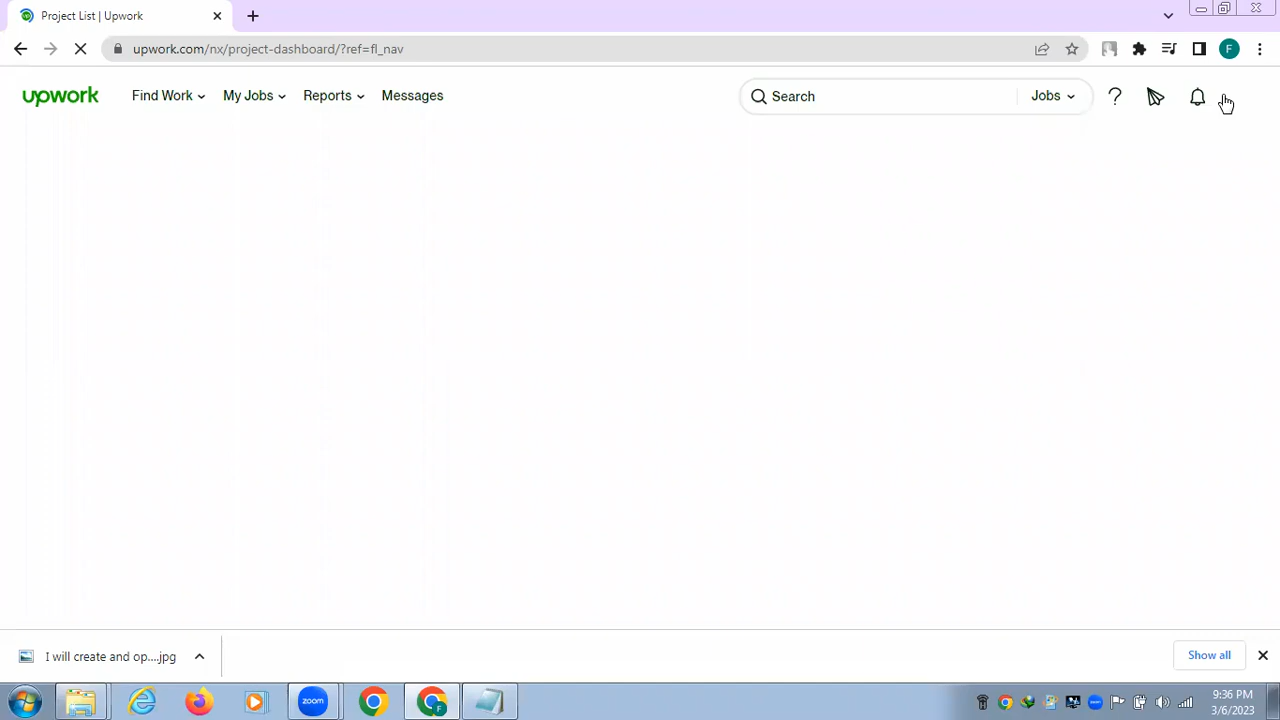 Project List | Upwork
upwork.com/nx/project-dashboard/?ref=fl_nav
F
upwork
Find Work
My Jobs
Reports
Messages
Search
Jobs
?
I will create and op....jpg
Show all
zoom
F
9:36 PM
3/6/2023